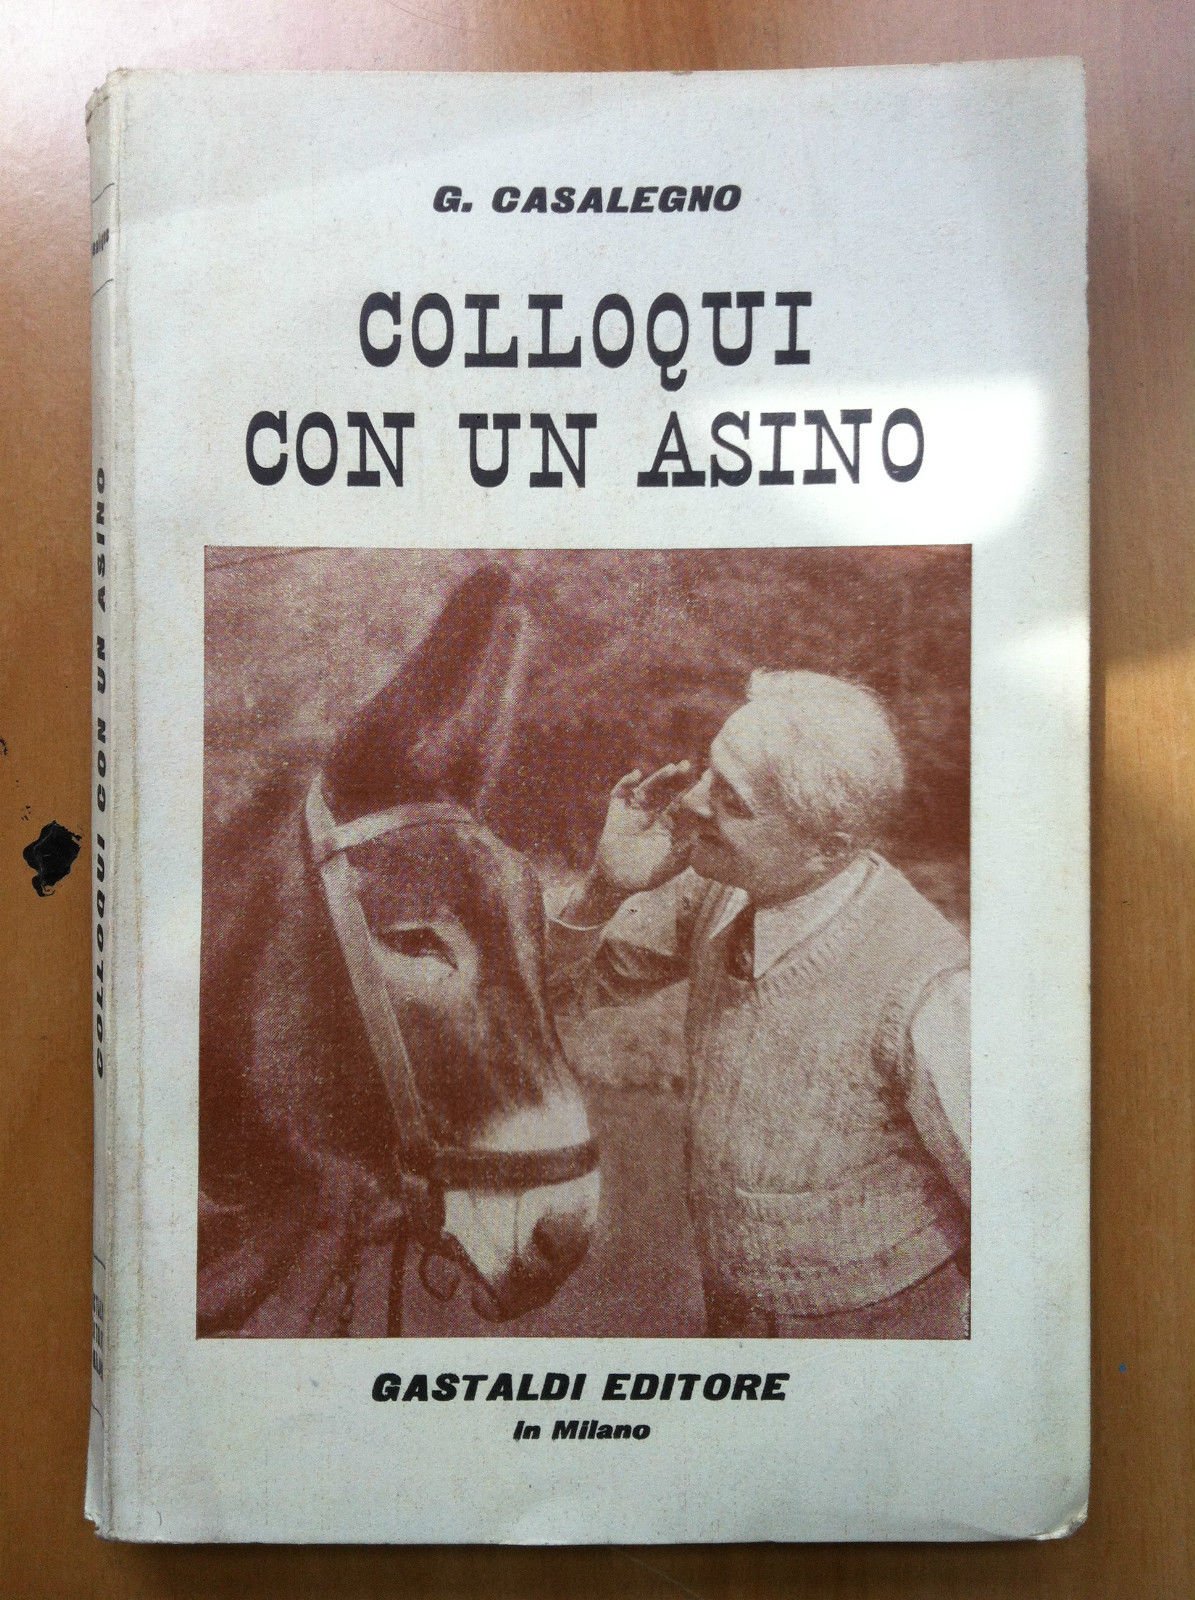 G. CASALEGNO
COLLOQUI
CON UN ASINO
GASTALDI EDITORE
in Milano
COLLOQUI CON UN ASINO